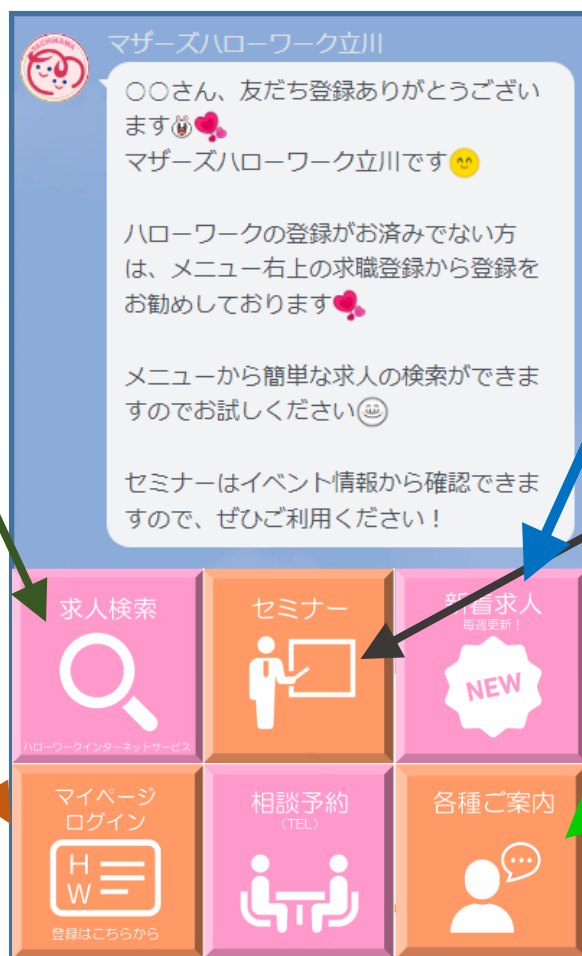 TACHIKAWA
マザーズハローワーク立川
〇〇さん、友だち登録ありがとうござい
ます
マザーズハローワーク立川です
ハローワークの登録がお済みでない方
は、メニュー右上の求職登録から登録を
お勧めしております
メニューから簡単な求人の検索ができま
すのでお試しください
セミナーはイベント情報から確認できま
すので、ぜひご利用ください！
求人検索
ハローワークインターネットサービス
セミナー
新着求人
毎週更新！
NEW
マイページ
ログイン
HW
登録はこちらから
相談予約
(TEL)
各種ご案内